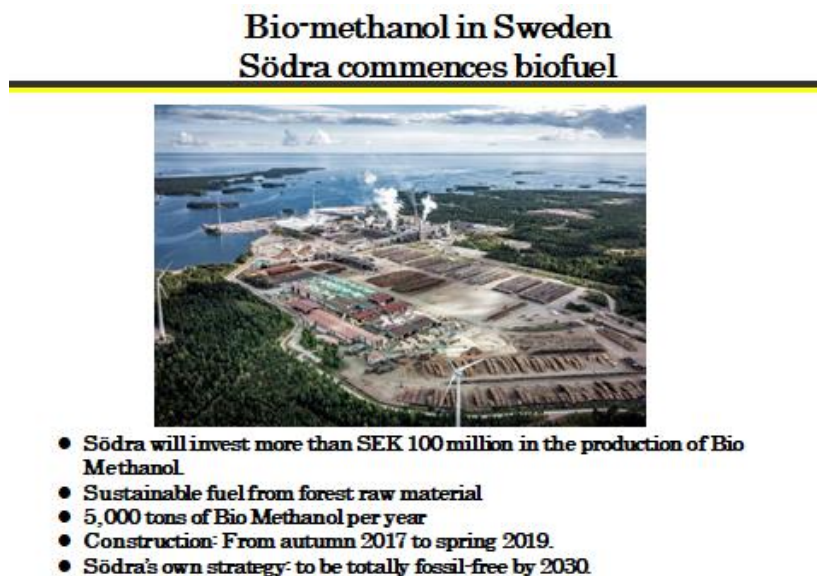 Bio-methanol in Sweden
Södra commences biofuel
● Södra will invest more than SEK 100 million in the production of Bio
Methanol.
● Sustainable fuel from forest raw material
● 5,000 tons of Bio Methanol per year
● Construction: From autumn 2017 to spring 2019.
● Södra's own strategy: to be totally fossil-free by 2030.